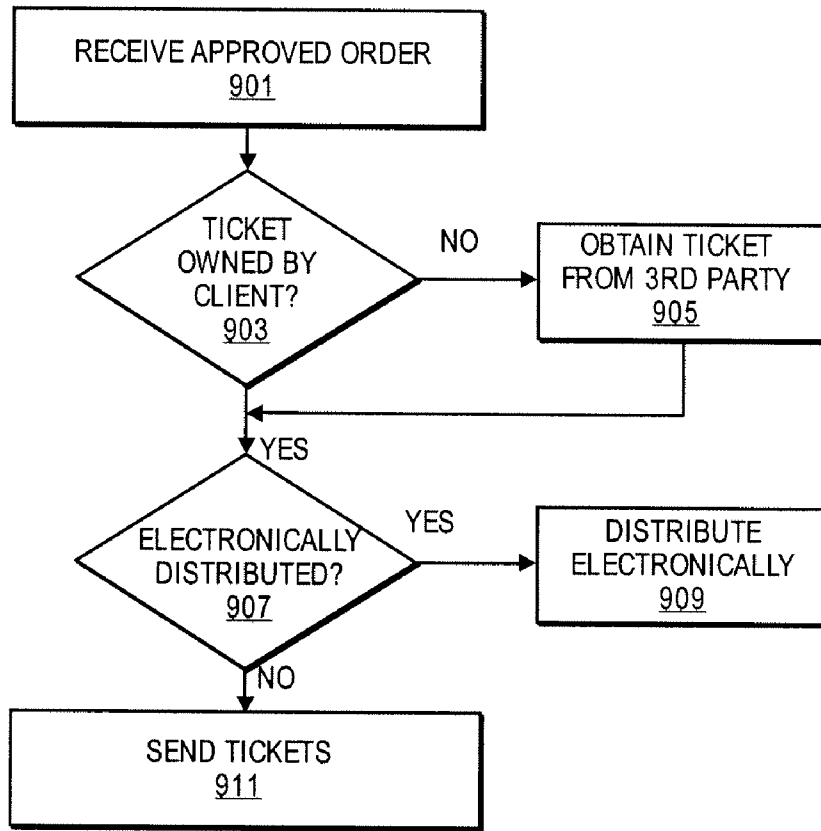 RECEIVE APPROVED ORDER
901
TICKET
OWNED BY
CLIENT?
903
NO
OBTAIN TICKET
FROM 3RD PARTY
905
YES
ELECTRONICALLY
DISTRIBUTED?
907
YES
DISTRIBUTE
ELECTRONICALLY
909
NO
SEND TICKETS
911